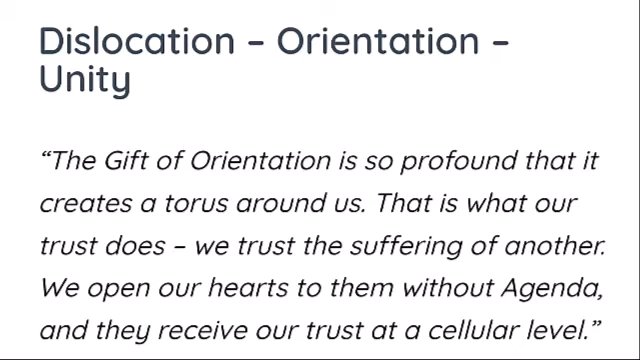 Dislocation – Orientation –
Unity
“The Gift of Orientation is so profound that it
creates a torus around us. That is what our
trust does – we trust the suffering of another.
We open our hearts to them without Agenda,
and they receive our trust at a cellular level.”